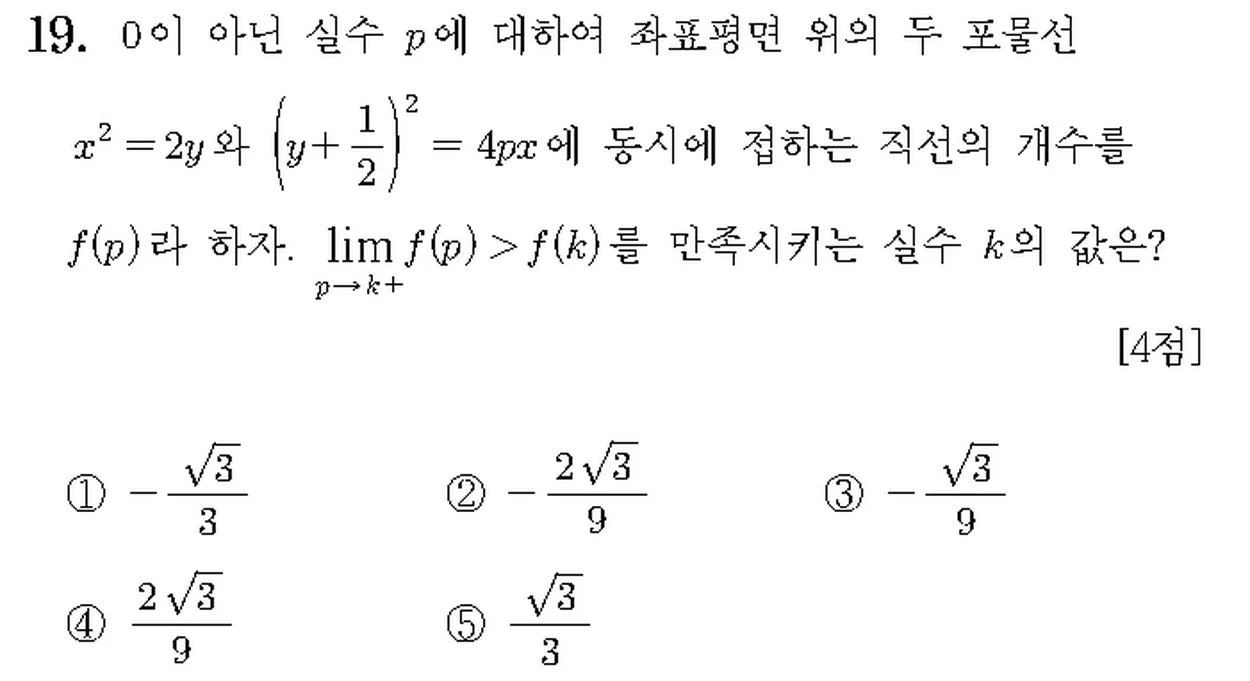 19. 0이 아닌 실수 p에 대하여 좌표평면 위의 두 포물선
x² = 2y와 (y + 1/2)² = 4px에 동시에 접하는 직선의 개수를
f(p)라 하자. lim_{p→k+} f(p) > f(k)를 만족시키는 실수 k의 값은?
[4점]
① −√3/3 ② −2√3/9 ③ −√3/9
④ 2√3/9 ⑤ √3/3